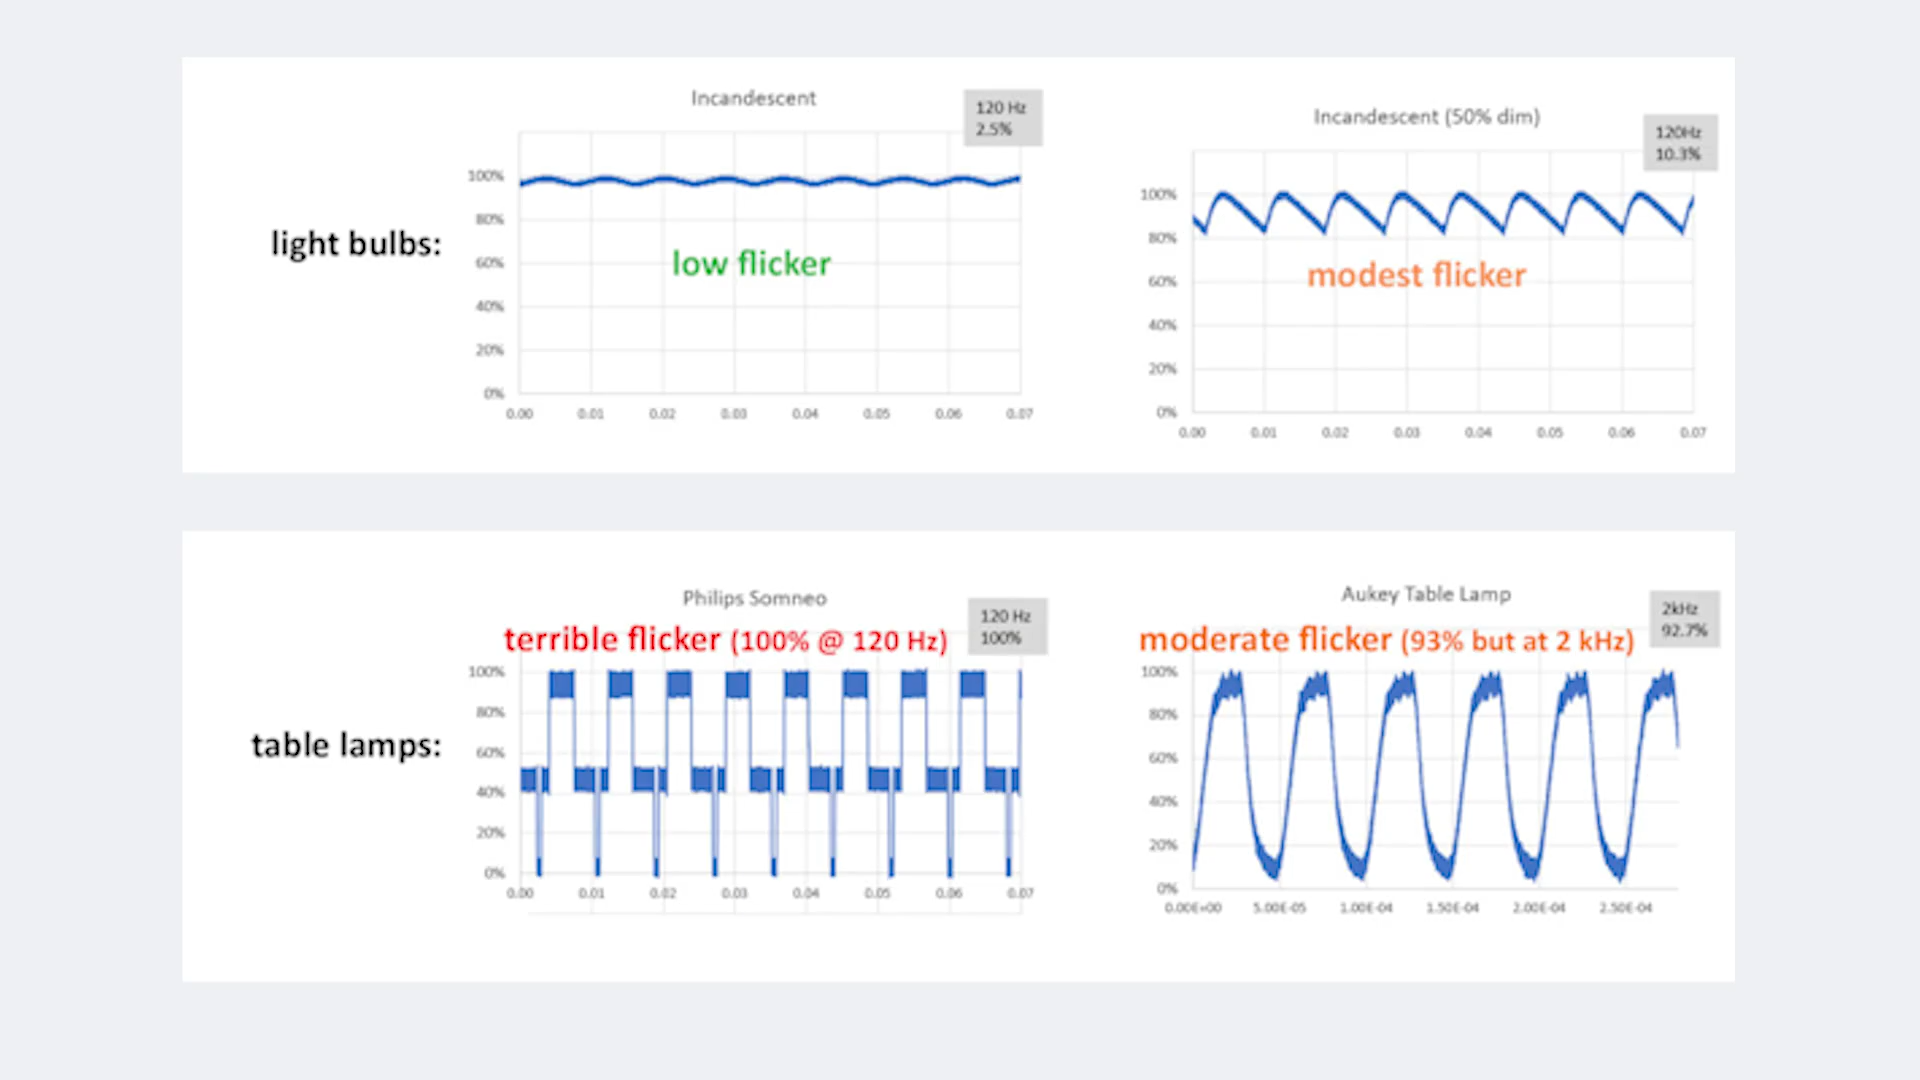 light bulbs:
Incandescent
120 Hz
2.5%
100%
80%
60%
40%
20%
0%
low flicker
0.00 0.01 0.02 0.03 0.04 0.05 0.06 0.07
Incandescent (50% dim)
120Hz
10.3%
100%
80%
60%
40%
20%
0%
modest flicker
0.00 0.01 0.02 0.03 0.04 0.05 0.06 0.07
table lamps:
Philips Somneo
120 Hz
100%
terrible flicker (100% @ 120 Hz)
100%
80%
60%
40%
20%
0%
0.00 0.01 0.02 0.03 0.04 0.05 0.06 0.07
Aukey Table Lamp
2kHz
92.7%
moderate flicker (93% but at 2 kHz)
100%
80%
60%
40%
20%
0%
0.00E+00 5.00E-05 1.00E-04 1.50E-04 2.00E-04 2.50E-04